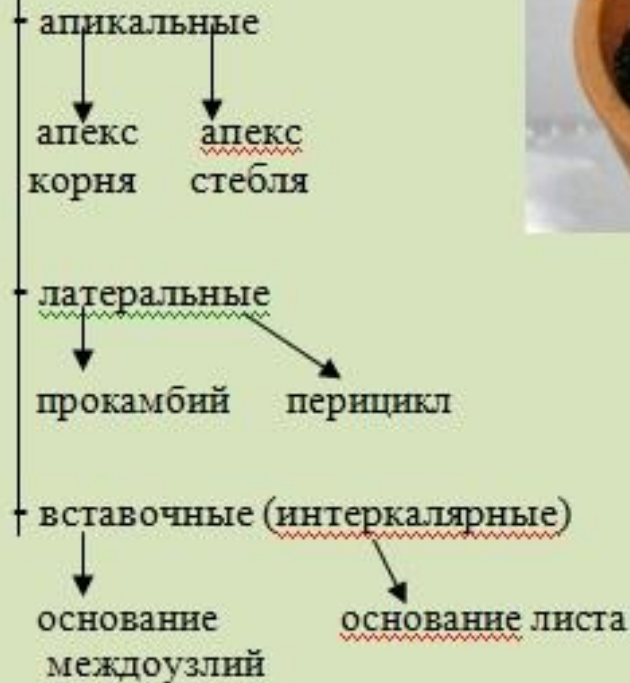 апикальные
апекс апекс
корня стебля
латеральные
прокамбий перицикл
вставочные (интеркалярные)
основание основание листа
междоузлий